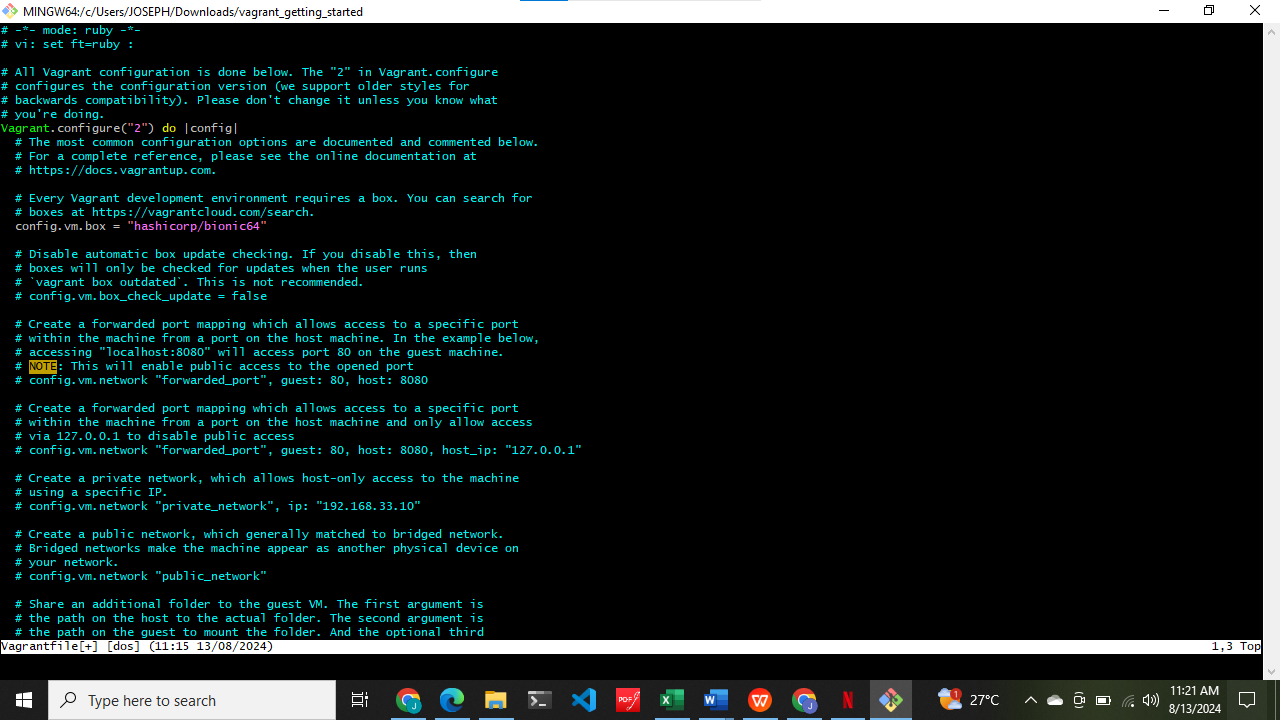 MINGW64:/c/Users/JOSEPH/Downloads/vagrant_getting_started
# -*- mode: ruby -*-
# vi: set ft=ruby :

# All Vagrant configuration is done below. The "2" in Vagrant.configure
# configures the configuration version (we support older styles for
# backwards compatibility). Please don't change it unless you know what
# you're doing.
Vagrant.configure("2") do |config|
  # The most common configuration options are documented and commented below.
  # For a complete reference, please see the online documentation at
  # https://docs.vagrantup.com.

  # Every Vagrant development environment requires a box. You can search for
  # boxes at https://vagrantcloud.com/search.
  config.vm.box = "hashicorp/bionic64"

  # Disable automatic box update checking. If you disable this, then
  # boxes will only be checked for updates when the user runs
  # `vagrant box outdated`. This is not recommended.
  # config.vm.box_check_update = false

  # Create a forwarded port mapping which allows access to a specific port
  # within the machine from a port on the host machine. In the example below,
  # accessing "localhost:8080" will access port 80 on the guest machine.
  # NOTE: This will enable public access to the opened port
  # config.vm.network "forwarded_port", guest: 80, host: 8080

  # Create a forwarded port mapping which allows access to a specific port
  # within the machine from a port on the host machine and only allow access
  # via 127.0.0.1 to disable public access
  # config.vm.network "forwarded_port", guest: 80, host: 8080, host_ip: "127.0.0.1"

  # Create a private network, which allows host-only access to the machine
  # using a specific IP.
  # config.vm.network "private_network", ip: "192.168.33.10"

  # Create a public network, which generally matched to bridged network.
  # Bridged networks make the machine appear as another physical device on
  # your network.
  # config.vm.network "public_network"

  # Share an additional folder to the guest VM. The first argument is
  # the path on the host to the actual folder. The second argument is
  # the path on the guest to mount the folder. And the optional third
Vagrantfile[+] [dos] (11:15 13/08/2024) 1,3 Top
Type here to search
27°C
11:21 AM
8/13/2024